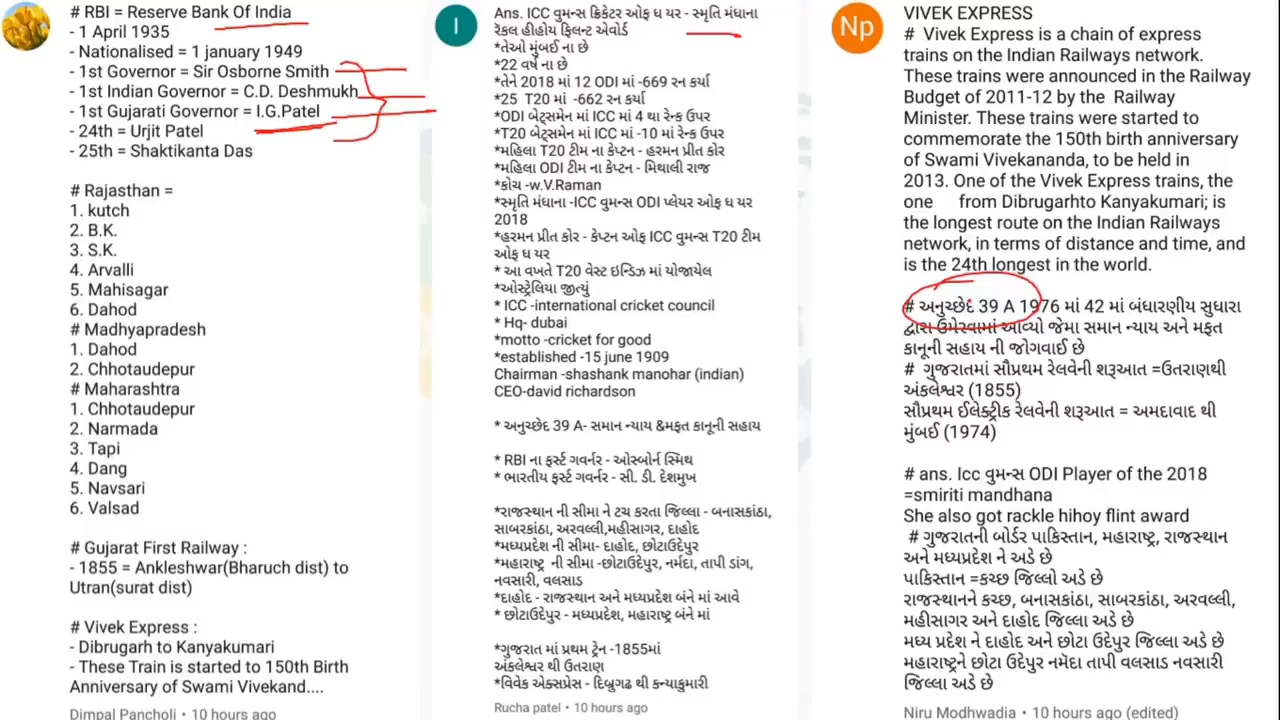 # RBI = Reserve Bank Of India
- 1 April 1935
- Nationalised = 1 january 1949
- 1st Governor = Sir Osborne Smith
- 1st Indian Governor = C.D. Deshmukh
- 1st Gujarati Governor = I.G.Patel
- 24th = Urjit Patel
- 25th = Shaktikanta Das
# Rajasthan =
1. kutch
2. B.K.
3. S.K.
4. Arvalli
5. Mahisagar
6. Dahod
# Madhyapradesh
1. Dahod
2. Chhotaudepur
# Maharashtra
1. Chhotaudepur
2. Narmada
3. Tapi
4. Dang
5. Navsari
6. Valsad
# Gujarat First Railway :
- 1855 = Ankleshwar(Bharuch dist) to
Utran(surat dist)
# Vivek Express :
- Dibrugarh to Kanyakumari
- These Train is started to 150th Birth
Anniversary of Swami Vivekand....
Dimpal Pancholi • 10 hours ago
I
Ans. ICC વુમન્સ ક્રિકેટર ઓફ ધ યર - સ્મૃતિ મંધાના
રૅકલ હીહોય ફિલન્ટ એવોર્ડ
*તેઓ મુંબઈ ના છે
*22 વર્ષ ના છે
*તેને 2018 માં 12 ODI માં -669 રન કર્યા
*25 T20 માં -662 રન કર્યા
*ODI બેટ્સમેન માં ICC માં 4 થા રેન્ક ઉપર
*T20 બેટ્સમેન માં ICC માં -10 માં રેન્ક ઉપર
*મહિલા T20 ટીમ ના કેપ્ટન - હરમન પ્રીત કોર
*મહિલા ODI ટીમ ના કેપ્ટન - મિથાલી રાજ
*કોચ -w.V.Raman
*સ્મૃતિ મંધાના -ICC વુમન્સ ODI પ્લેયર ઓફ ધ યર
2018
*હરમન પ્રીત કોર - કેપ્ટન ઓફ ICC વુમન્સ T20 ટીમ
ઓફ ધ યર
* આ વખતે T20 વેસ્ટ ઇન્ડિઝ માં યોજાયેલ
*ઓસ્ટ્રેલિયા જીત્યું
* ICC -international cricket council
* Hq- dubai
*motto -cricket for good
*established -15 june 1909
Chairman -shashank manohar (indian)
CEO-david richardson
* અનુચ્છેદ 39 A- સમાન ન્યાય &મફત કાનૂની સહાય
* RBI ના ફર્સ્ટ ગવર્નર - ઓસ્બોર્ન સ્મિથ
* ભારતીય ફર્સ્ટ ગવર્નર - સી. ડી. દેશમુખ
*રાજસ્થાન ની સીમા ને ટચ કરતા જિલ્લા - બનાસકાંઠા,
સાબરકાંઠા, અરવલ્લી,મહીસાગર, દાહોદ
*મધ્યપ્રદેશ ની સીમા- દાહોદ, છોટાઉદેપુર
*મહારાષ્ટ્ર ની સીમા -છોટાઉદેપુર, નર્મદા, તાપી ડાંગ,
નવસારી, વલસાડ
*દાહોદ - રાજસ્થાન અને મધ્યપ્રદેશ બંને માં આવે
* છોટાઉદેપુર - મધ્યપ્રદેશ, મહારાષ્ટ્ર બંને માં
*ગુજરાત માં પ્રથમ ટ્રેન -1855માં
અંકલેશ્વર થી ઉતરાણ
*વિવેક એક્સપ્રેસ - દિબ્રુગઢ થી કન્યાકુમારી
Rucha patel • 10 hours ago
Np
VIVEK EXPRESS
# Vivek Express is a chain of express
trains on the Indian Railways network.
These trains were announced in the Railway
Budget of 2011-12 by the Railway
Minister. These trains were started to
commemorate the 150th birth anniversary
of Swami Vivekananda, to be held in
2013. One of the Vivek Express trains, the
one from Dibrugarhto Kanyakumari; is
the longest route on the Indian Railways
network, in terms of distance and time, and
is the 24th longest in the world.
# અનુચ્છેદ 39 A 1976 માં 42 માં બંધારણીય સુધારા
દ્વારા ઉમેરવામાં આવ્યો જેમા સમાન ન્યાય અને મફત
કાનૂની સહાય ની જોગવાઈ છે
# ગુજરાતમાં સૌપ્રથમ રેલવેની શરૂઆત =ઉતરાણથી
અંકલેશ્વર (1855)
સૌપ્રથમ ઈલેક્ટ્રીક રેલવેની શરૂઆત = અમદાવાદ થી
મુંબઈ (1974)
# ans. Icc વુમન્સ ODI Player of the 2018
=smiriti mandhana
She also got rackle hihoy flint award
# ગુજરાતની બોર્ડર પાકિસ્તાન, મહારાષ્ટ્ર, રાજસ્થાન
અને મધ્યપ્રદેશ ને અડે છે
પાકિસ્તાન =કચ્છ જિલ્લો અડે છે
રાજસ્થાનને કચ્છ, બનાસકાંઠા, સાબરકાંઠા, અરવલ્લી,
મહીસાગર અને દાહોદ જિલ્લા અડે છે
મધ્ય પ્રદેશ ને દાહોદ અને છોટા ઉદેપુર જિલ્લા અડે છે
મહારાષ્ટ્રને છોટા ઉદેપુર નર્મદા તાપી વલસાડ નવસારી
જિલ્લા અડે છે
Niru Modhwadia • 10 hours ago (edited)